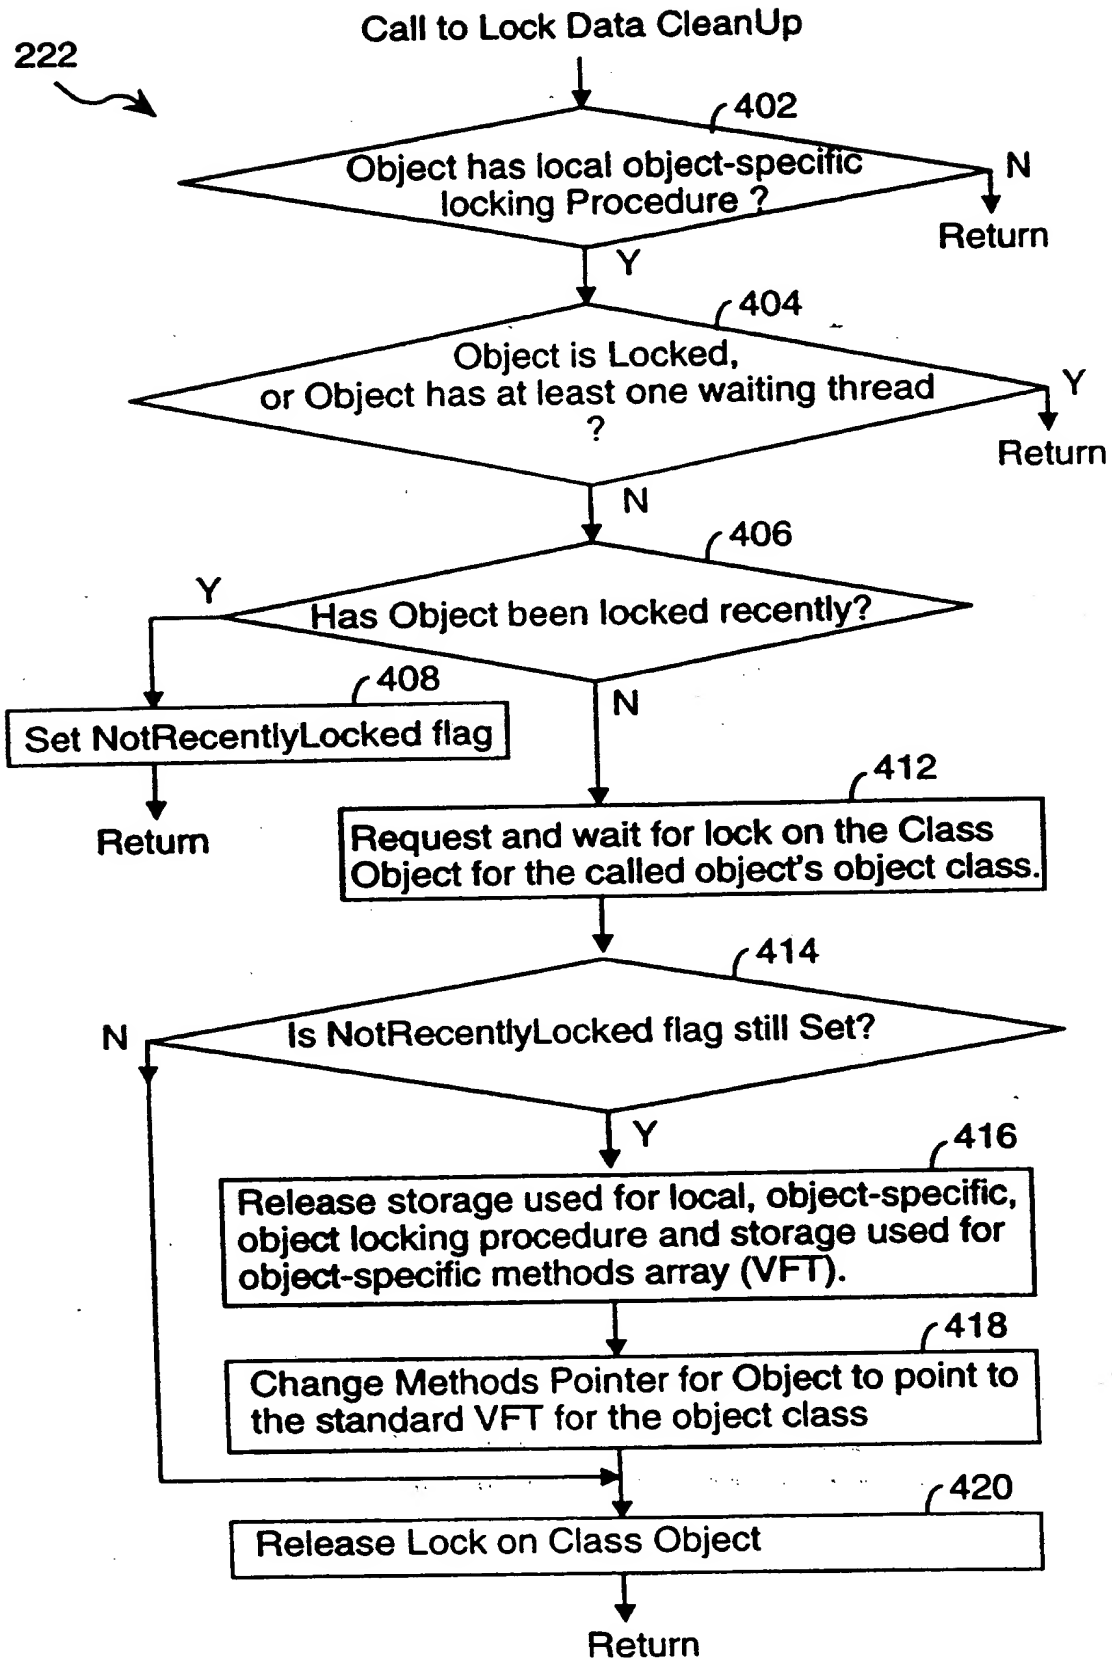 Call to Lock Data CleanUp
222
402
Object has local object-specific
locking Procedure ?
N
Return
Y
404
Object is Locked,
or Object has at least one waiting thread
?
Y
Return
N
406
Y
Has Object been locked recently?
408
N
Set NotRecentlyLocked flag
Return
412
Request and wait for lock on the Class
Object for the called object's object class.
414
N
Is NotRecentlyLocked flag still Set?
Y
416
Release storage used for local, object-specific,
object locking procedure and storage used for
object-specific methods array (VFT).
418
Change Methods Pointer for Object to point to
the standard VFT for the object class
420
Release Lock on Class Object
Return